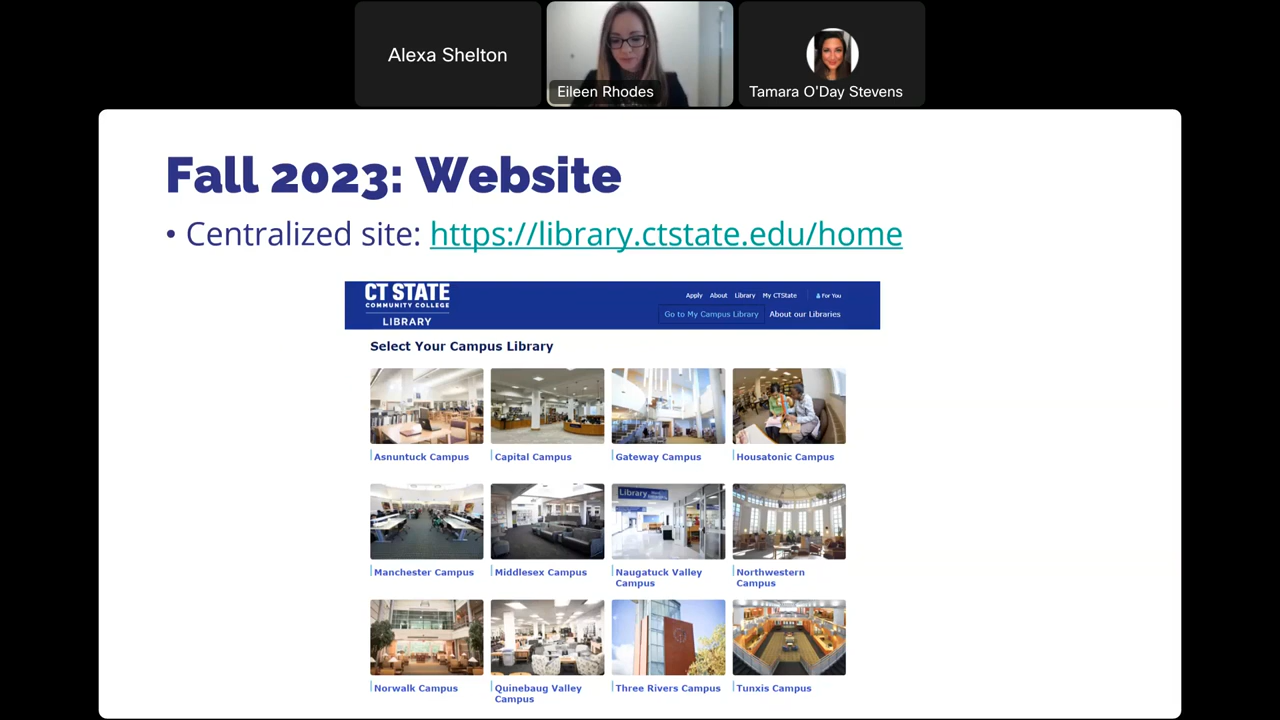 Alexa Shelton
Eileen Rhodes
Tamara O'Day Stevens
Fall 2023: Website
• Centralized site: https://library.ctstate.edu/home
CT STATE
COMMUNITY COLLEGE
LIBRARY
Apply About Library My CTState For You
Go to My Campus Library About our Libraries
Select Your Campus Library
Asnuntuck Campus
Capital Campus
Gateway Campus
Housatonic Campus
Library
Manchester Campus
Middlesex Campus
Naugatuck Valley
Campus
Northwestern
Campus
Norwalk Campus
Quinebaug Valley
Campus
Three Rivers Campus
Tunxis Campus